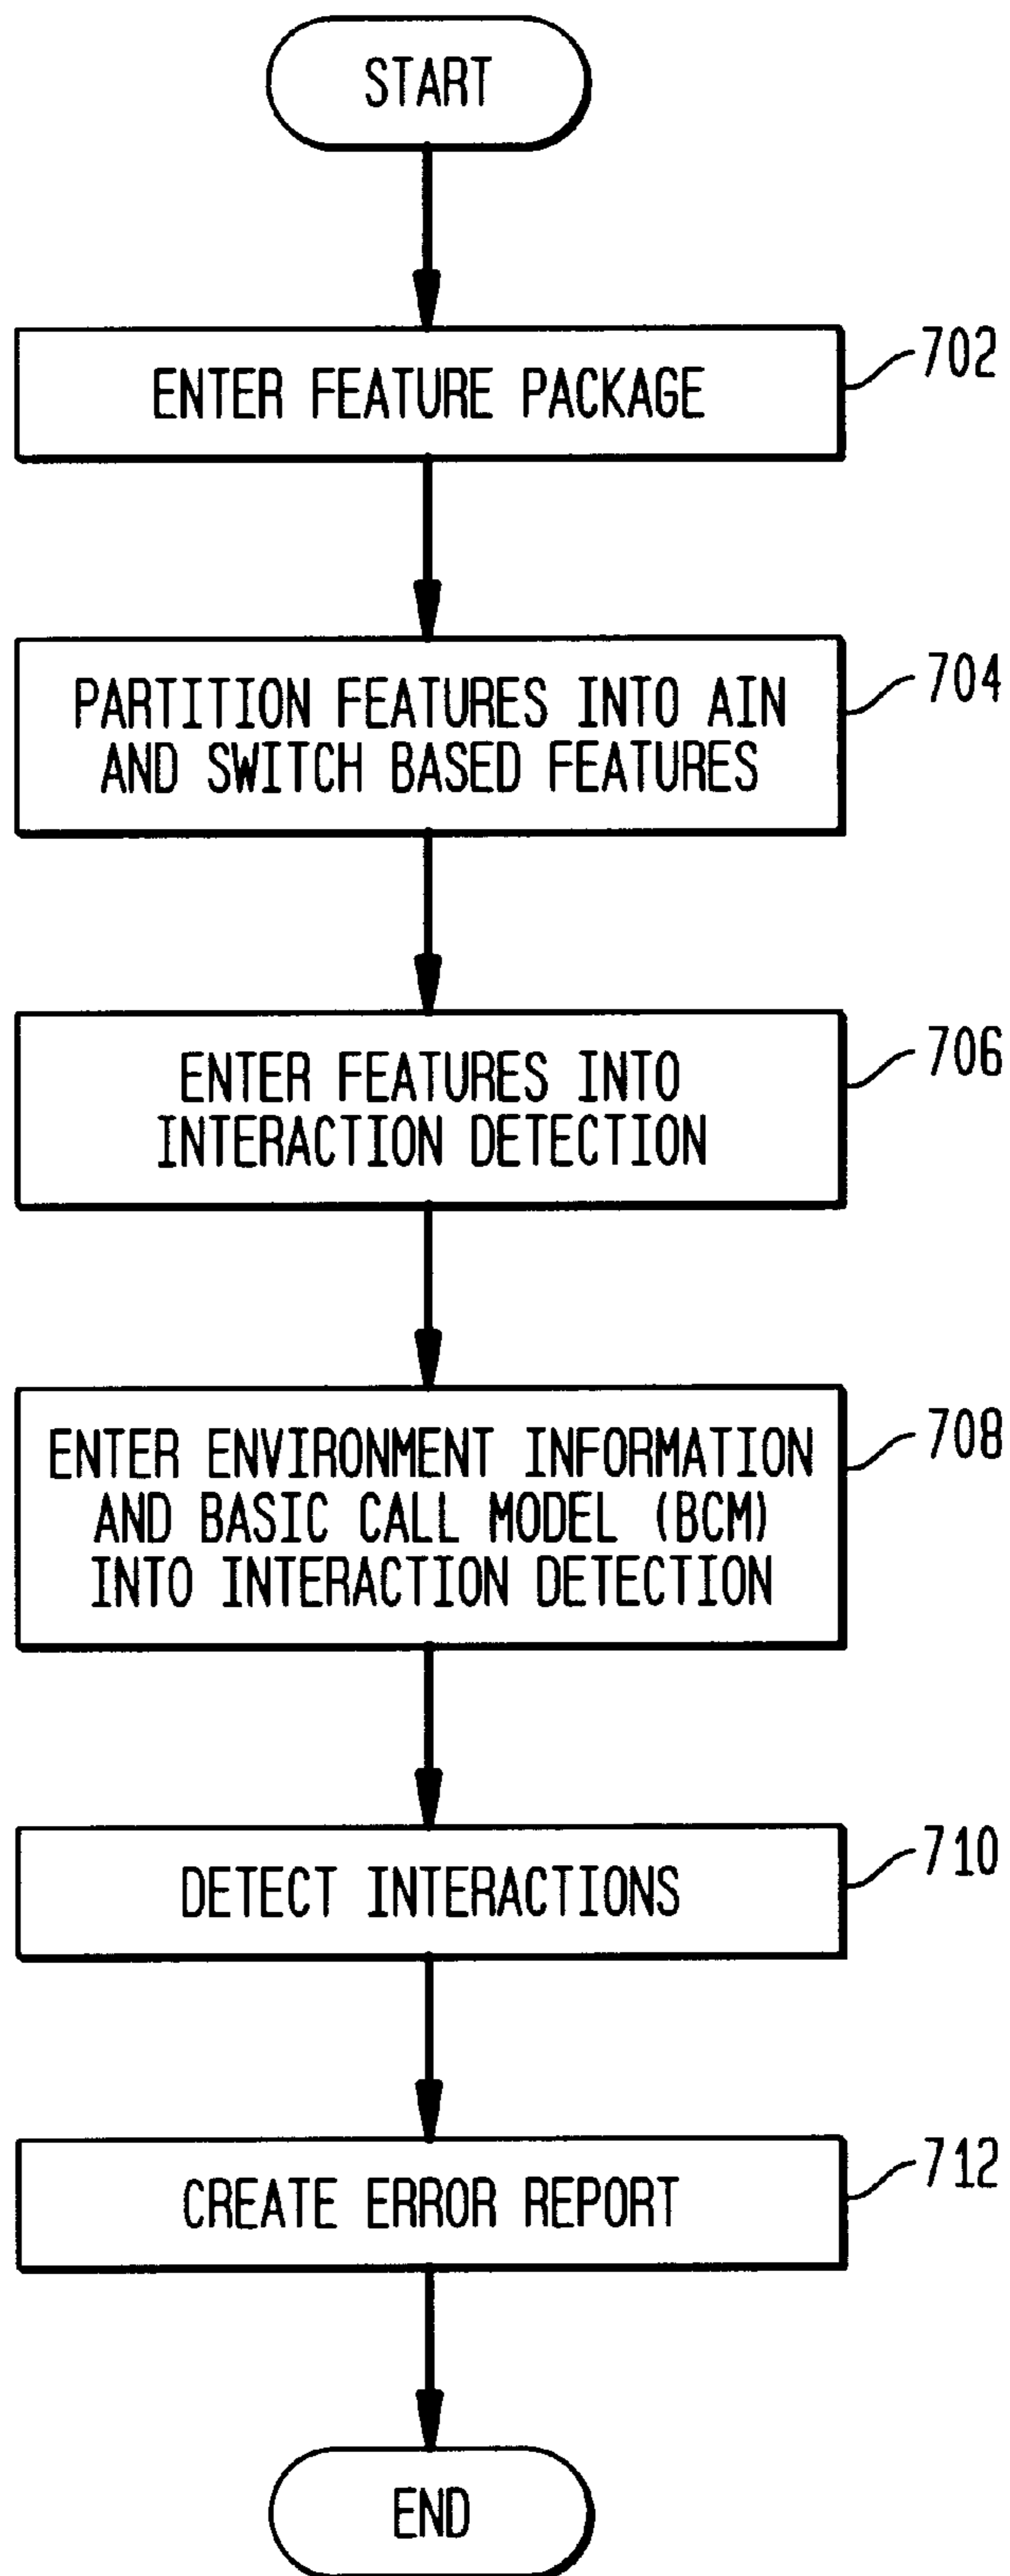 START
ENTER FEATURE PACKAGE
702
PARTITION FEATURES INTO AIN
AND SWITCH BASED FEATURES
704
ENTER FEATURES INTO
INTERACTION DETECTION
706
ENTER ENVIRONMENT INFORMATION
AND BASIC CALL MODEL (BCM)
INTO INTERACTION DETECTION
708
DETECT INTERACTIONS
710
CREATE ERROR REPORT
712
END